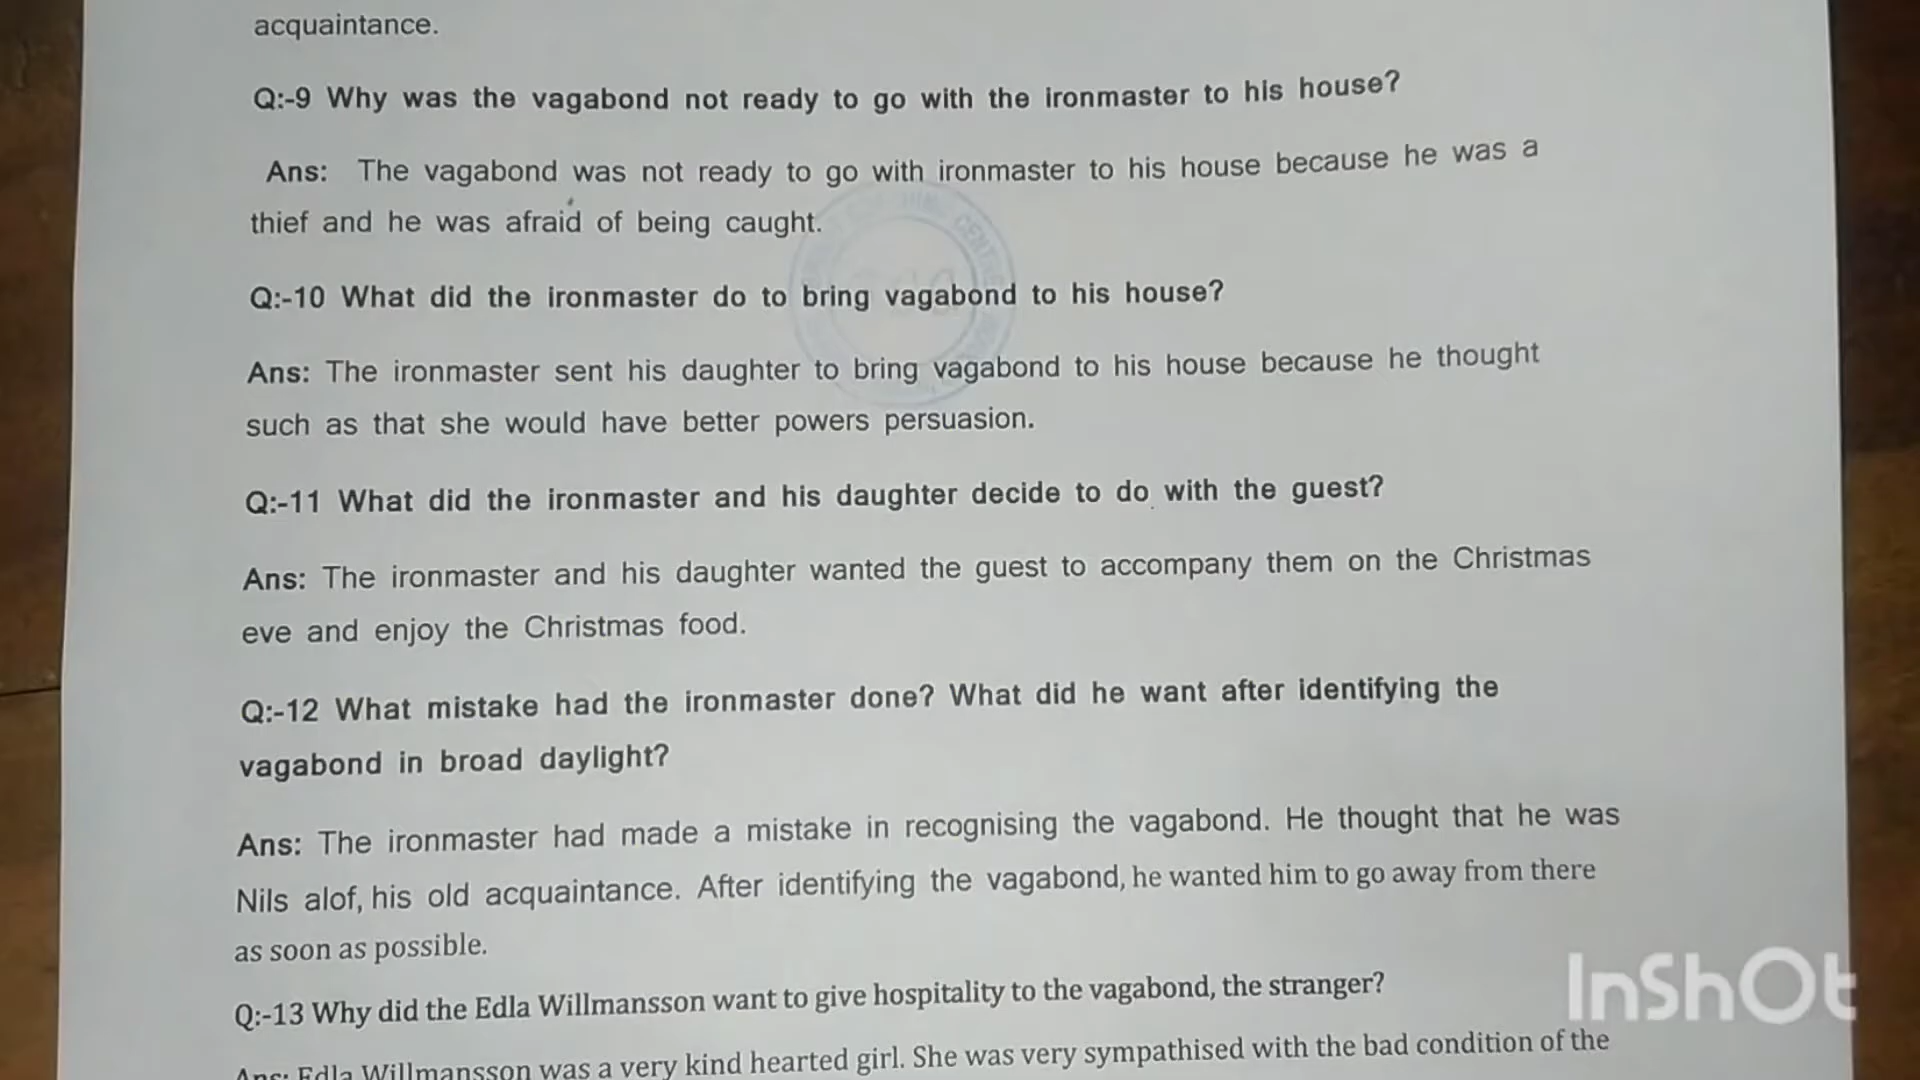 acquaintance.
Q:-9 Why was the vagabond not ready to go with the ironmaster to his house?
Ans: The vagabond was not ready to go with ironmaster to his house because he was a
thief and he was afraid of being caught.
Q:-10 What did the ironmaster do to bring vagabond to his house?
Ans: The ironmaster sent his daughter to bring vagabond to his house because he thought
such as that she would have better powers persuasion.
Q:-11 What did the ironmaster and his daughter decide to do with the guest?
Ans: The ironmaster and his daughter wanted the guest to accompany them on the Christmas
eve and enjoy the Christmas food.
Q:-12 What mistake had the ironmaster done? What did he want after identifying the
vagabond in broad daylight?
Ans: The ironmaster had made a mistake in recognising the vagabond. He thought that he was
Nils alof, his old acquaintance. After identifying the vagabond, he wanted him to go away from there
as soon as possible.
Q:-13 Why did the Edla Willmansson want to give hospitality to the vagabond, the stranger?
Ans: Edla Willmansson was a very kind hearted girl. She was very sympathised with the bad condition of the
CENTRE
InShOt